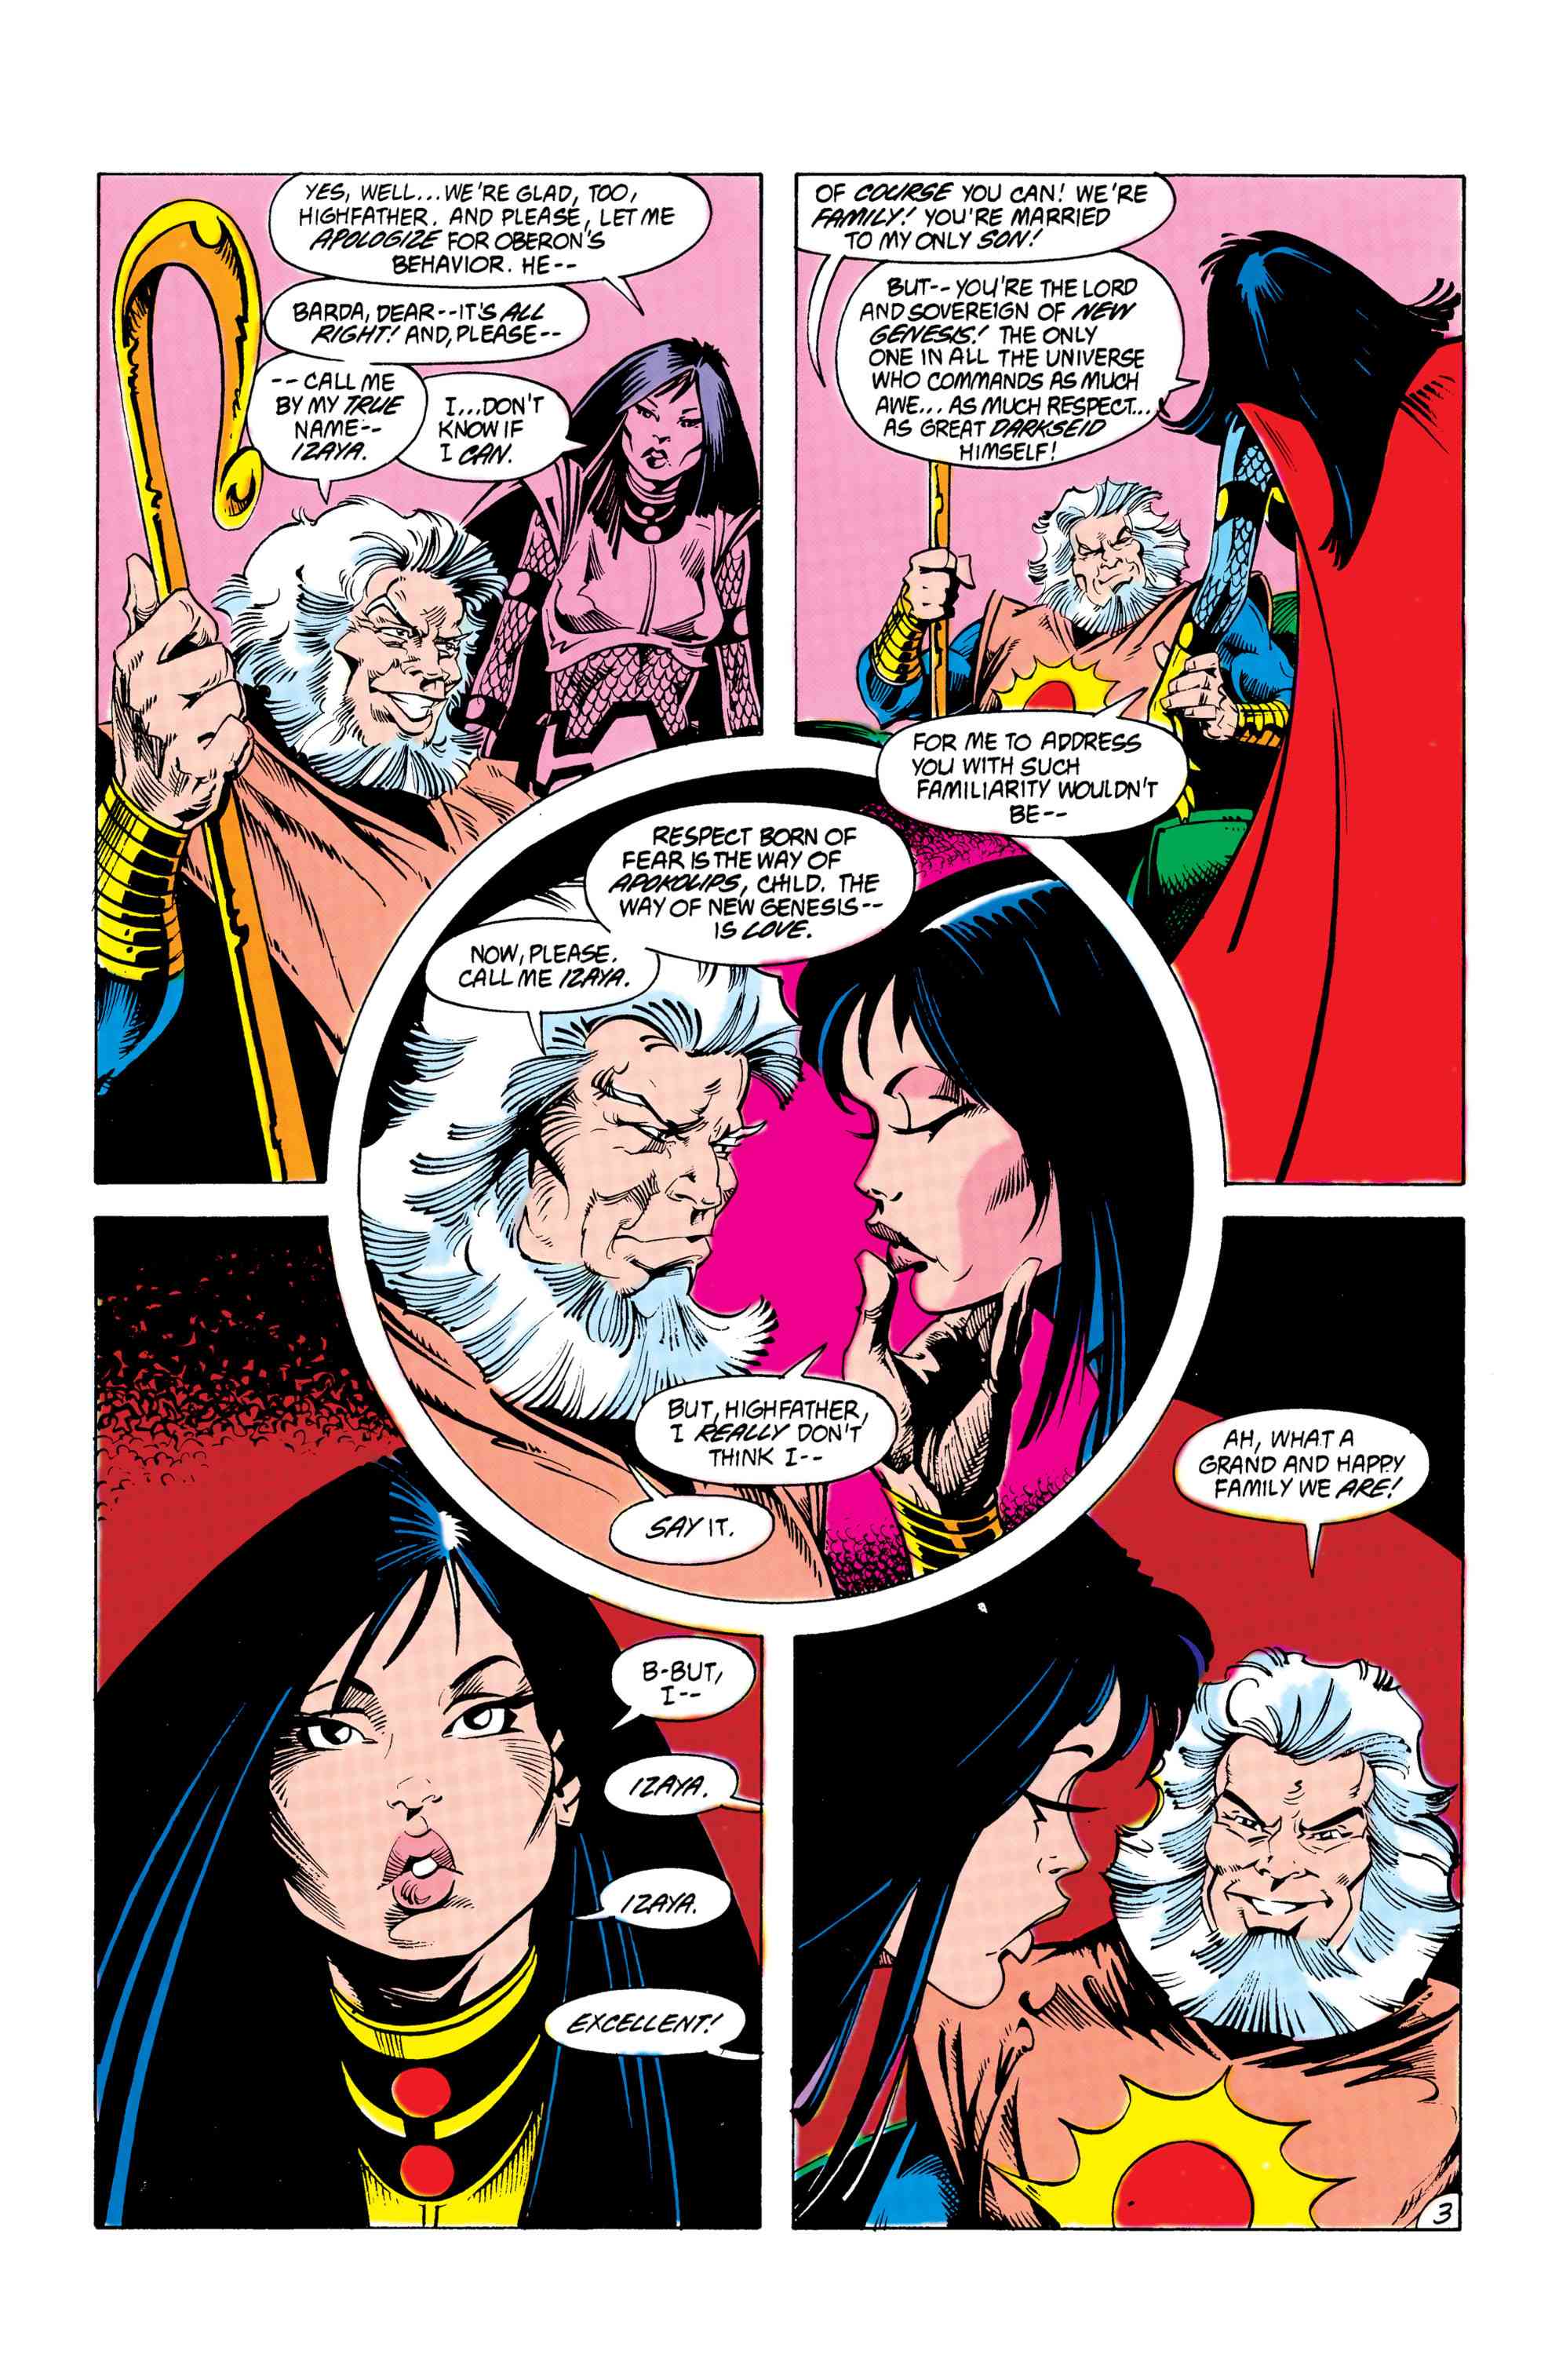 YES, WELL...WE'RE GLAD, TOO,
HIGHFATHER. AND PLEASE, LET ME
APOLOGIZE FOR OBERON'S
BEHAVIOR. HE--
BARDA, DEAR--IT'S ALL
RIGHT! AND, PLEASE--
--CALL ME
BY MY TRUE
NAME--
IZAYA.
I...DON'T
KNOW IF
I CAN.
OF COURSE YOU CAN! WE'RE
FAMILY! YOU'RE MARRIED
TO MY ONLY SON!
BUT--YOU'RE THE LORD
AND SOVEREIGN OF NEW
GENESIS! THE ONLY
ONE IN ALL THE UNIVERSE
WHO COMMANDS AS MUCH
AWE... AS MUCH RESPECT...
AS GREAT DARKSEID
HIMSELF!
FOR ME TO ADDRESS
YOU WITH SUCH
FAMILIARITY WOULDN'T
BE--
RESPECT BORN OF
FEAR IS THE WAY OF
APOKOLIPS, CHILD. THE
WAY OF NEW GENESIS--
IS LOVE.
NOW, PLEASE.
CALL ME IZAYA.
BUT, HIGHFATHER,
I REALLY DON'T
THINK I--
SAY IT.
B-BUT,
I--
IZAYA.
IZAYA.
EXCELLENT!
AH, WHAT A
GRAND AND HAPPY
FAMILY WE ARE!
3